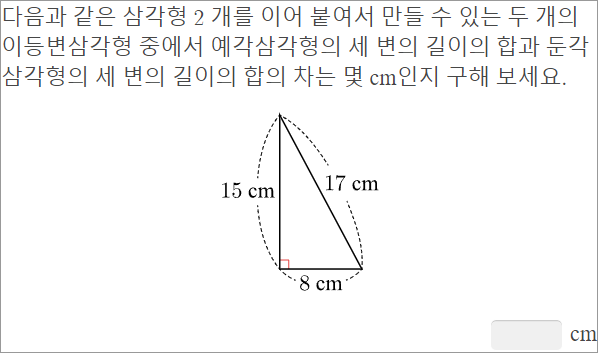 다음과 같은 삼각형 2 개를 이어 붙여서 만들 수 있는 두 개의
이등변삼각형 중에서 예각삼각형의 세 변의 길이의 합과 둔각
삼각형의 세 변의 길이의 합의 차는 몇 cm인지 구해 보세요.
17 cm
15 cm
8 cm
cm